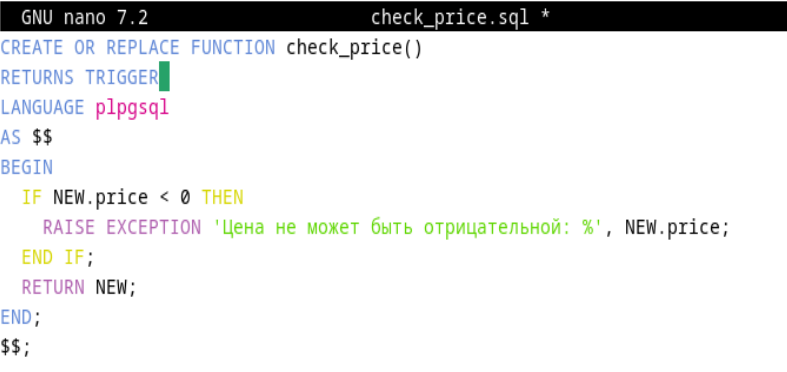 GNU nano 7.2 check_price.sql *
CREATE OR REPLACE FUNCTION check_price()
RETURNS TRIGGER
LANGUAGE plpgsql
AS $$
BEGIN
  IF NEW.price < 0 THEN
    RAISE EXCEPTION 'Цена не может быть отрицательной: %', NEW.price;
  END IF;
  RETURN NEW;
END;
$$;